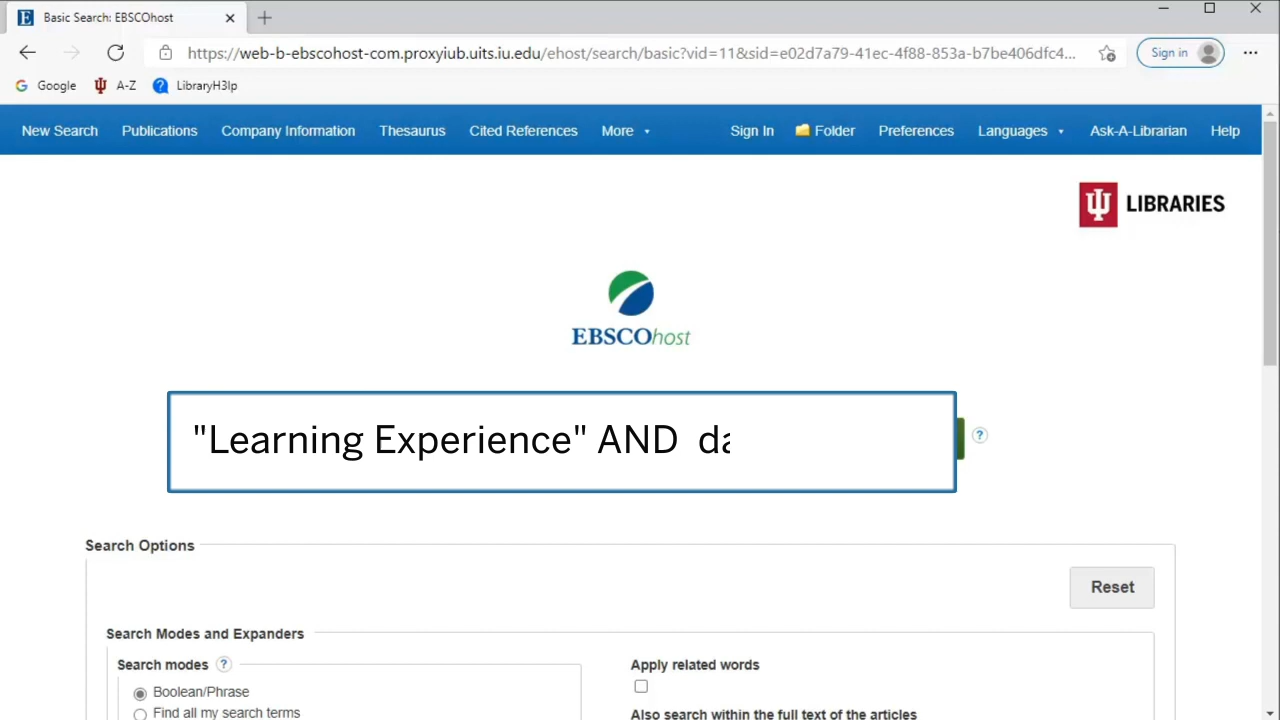 Basic Search: EBSCOhost
https://web-b-ebscohost-com.proxyiub.uits.iu.edu/ehost/search/basic?vid=11&sid=e02d7a79-41ec-4f88-853a-b7be406dfc4...
Sign in
Google A-Z LibraryH3lp
New Search Publications Company Information Thesaurus Cited References More Sign In Folder Preferences Languages Ask-A-Librarian Help
LIBRARIES
EBSCOhost
"Learning Experience" AND da
Search Options
Reset
Search Modes and Expanders
Search modes ? Apply related words
Boolean/Phrase
Find all my search terms Also search within the full text of the articles